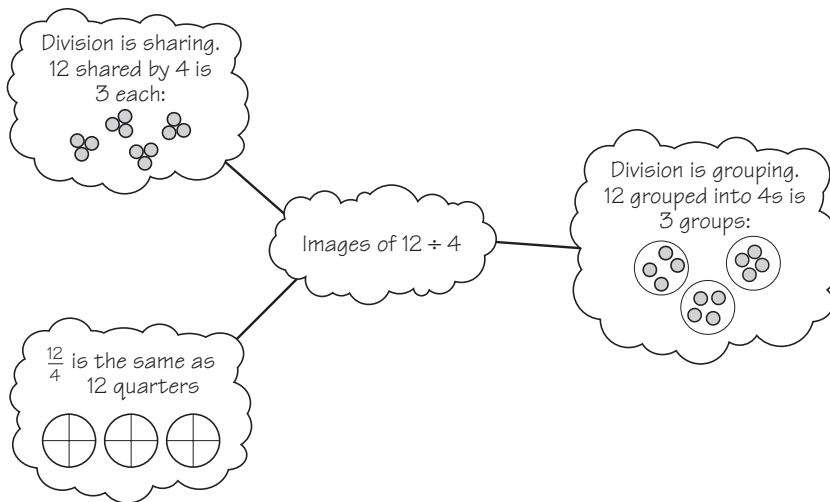 Division is sharing.
12 shared by 4 is
3 each:
Images of 12 ÷ 4
Division is grouping.
12 grouped into 4s is
3 groups:
12/4 is the same as
12 quarters